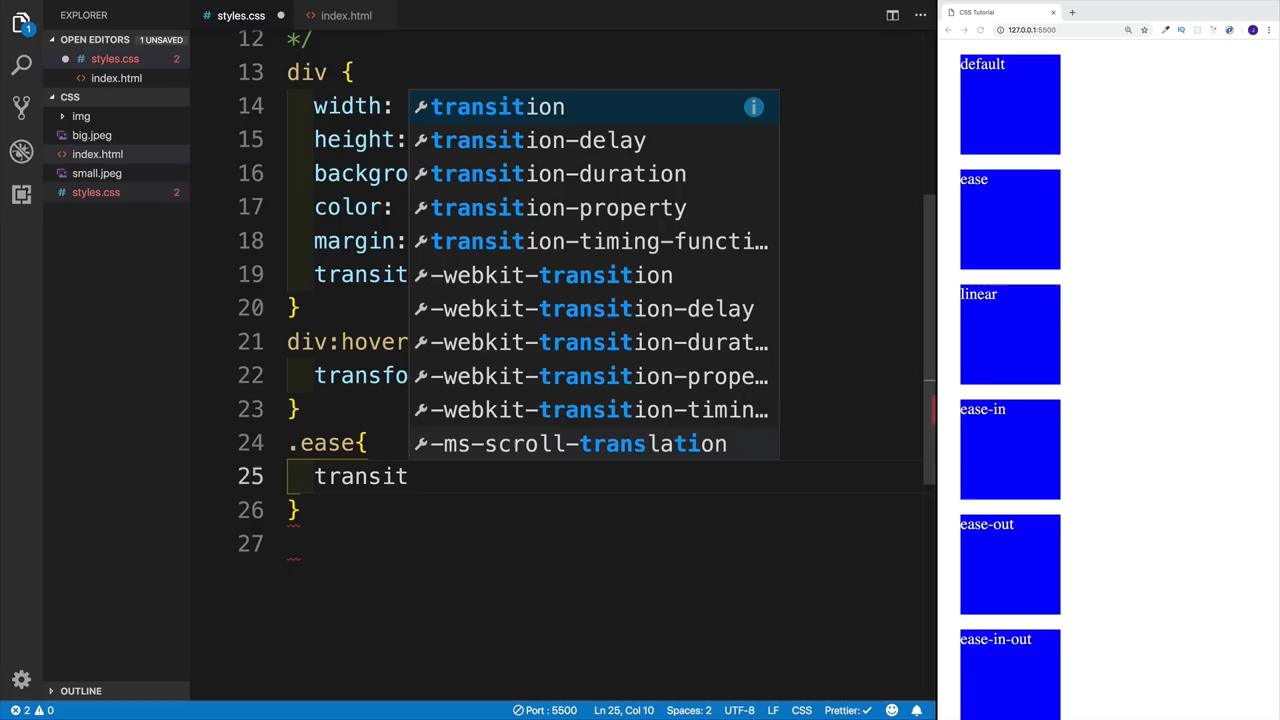 EXPLORER
OPEN EDITORS 1 UNSAVED
styles.css 2
index.html
CSS
img
big.jpeg
index.html
small.jpeg
styles.css 2
OUTLINE
1
styles.css
index.html
12 */
13 div {
14 width:
15 height:
16 backgro
17 color:
18 margin:
19 transit
20 }
21 div:hover
22 transfo
23 }
24 .ease{
25 transit
26 }
27
transition
transition-delay
transition-duration
transition-property
transition-timing-functi…
-webkit-transition
-webkit-transition-delay
-webkit-transition-durat…
-webkit-transition-prope…
-webkit-transition-timin…
-ms-scroll-translation
2 0 Port : 5500 Ln 25, Col 10 Spaces: 2 UTF-8 LF CSS Prettier: ✓
CSS Tutorial
127.0.0.1:5500
IQ
J
default
ease
linear
ease-in
ease-out
ease-in-out